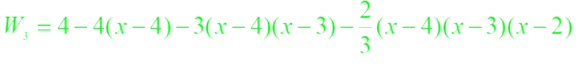 W₃ = 4 − 4(x − 4) − 3(x − 4)(x − 3) − 2/3 (x − 4)(x − 3)(x − 2)